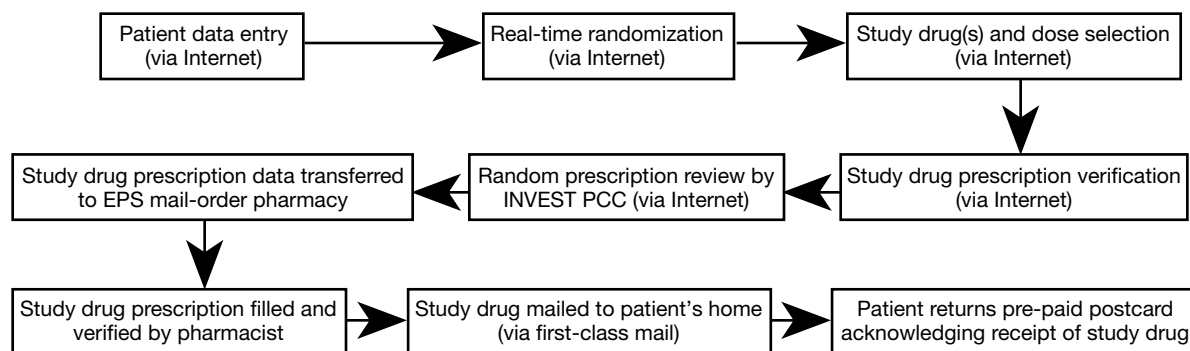 Patient data entry
(via Internet)
Real-time randomization
(via Internet)
Study drug(s) and dose selection
(via Internet)
Study drug prescription verification
(via Internet)
Random prescription review by
INVEST PCC (via Internet)
Study drug prescription data transferred
to EPS mail-order pharmacy
Study drug prescription filled and
verified by pharmacist
Study drug mailed to patient’s home
(via first-class mail)
Patient returns pre-paid postcard
acknowledging receipt of study drug